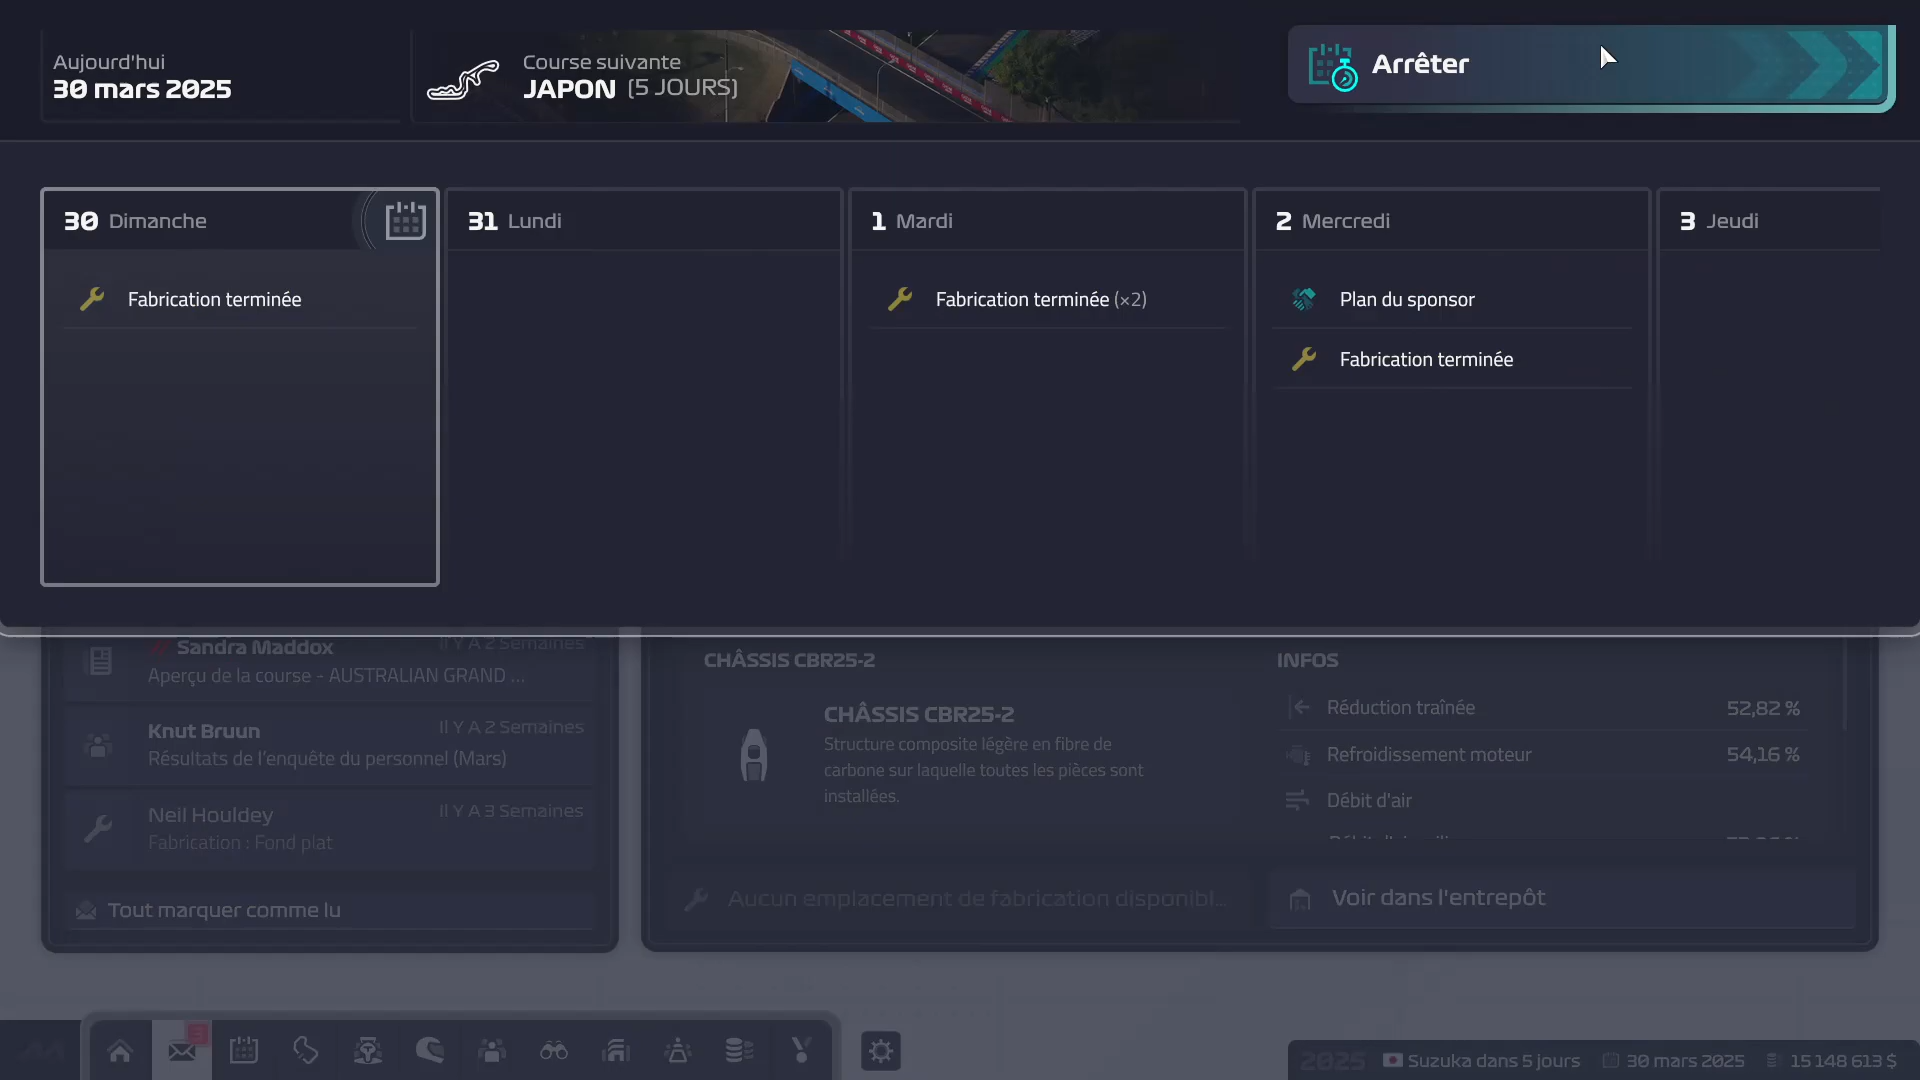 Aujourd'hui
30 mars 2025
Course suivante
JAPON (5 JOURS)
Arrêter
30 Dimanche
31 Lundi
1 Mardi
2 Mercredi
3 Jeudi
Fabrication terminée
Fabrication terminée (×2)
Plan du sponsor
Fabrication terminée
Sandra Maddox
Il Y A 2 Semaines
Aperçu de la course - AUSTRALIAN GRAND ...
Knut Bruun
Il Y A 2 Semaines
Résultats de l'enquête du personnel (Mars)
Neil Houldey
Il Y A 3 Semaines
Fabrication : Fond plat
Tout marquer comme lu
CHÂSSIS CBR25-2
CHÂSSIS CBR25-2
Structure composite légère en fibre de
carbone sur laquelle toutes les pièces sont
installées.
INFOS
Réduction traînée 52,82 %
Refroidissement moteur 54,16 %
Débit d'air
Aucun emplacement de fabrication disponibl...
Voir dans l'entrepôt
3
2025
Suzuka dans 5 jours
30 mars 2025
15 148 613 $